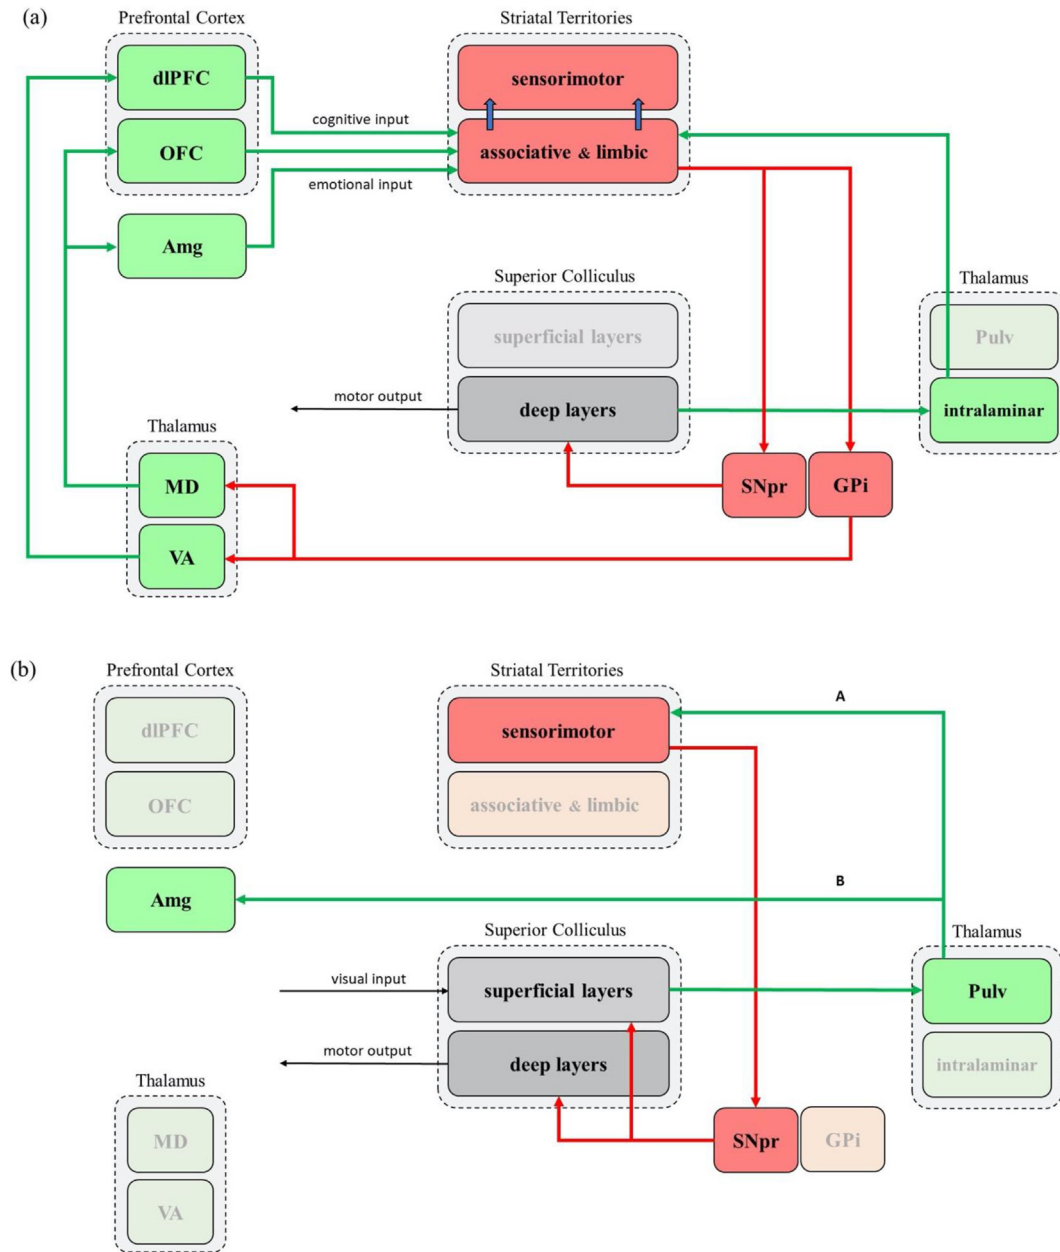 (a)
Prefrontal Cortex
Striatal Territories
dlPFC
sensorimotor
cognitive input
OFC
associative & limbic
emotional input
Amg
Superior Colliculus
Thalamus
superficial layers
Pulv
motor output
deep layers
intralaminar
Thalamus
MD
SNpr
GPi
VA
(b)
Prefrontal Cortex
Striatal Territories
A
dlPFC
sensorimotor
OFC
associative & limbic
B
Amg
Superior Colliculus
Thalamus
visual input
superficial layers
Pulv
motor output
deep layers
intralaminar
Thalamus
MD
SNpr
GPi
VA